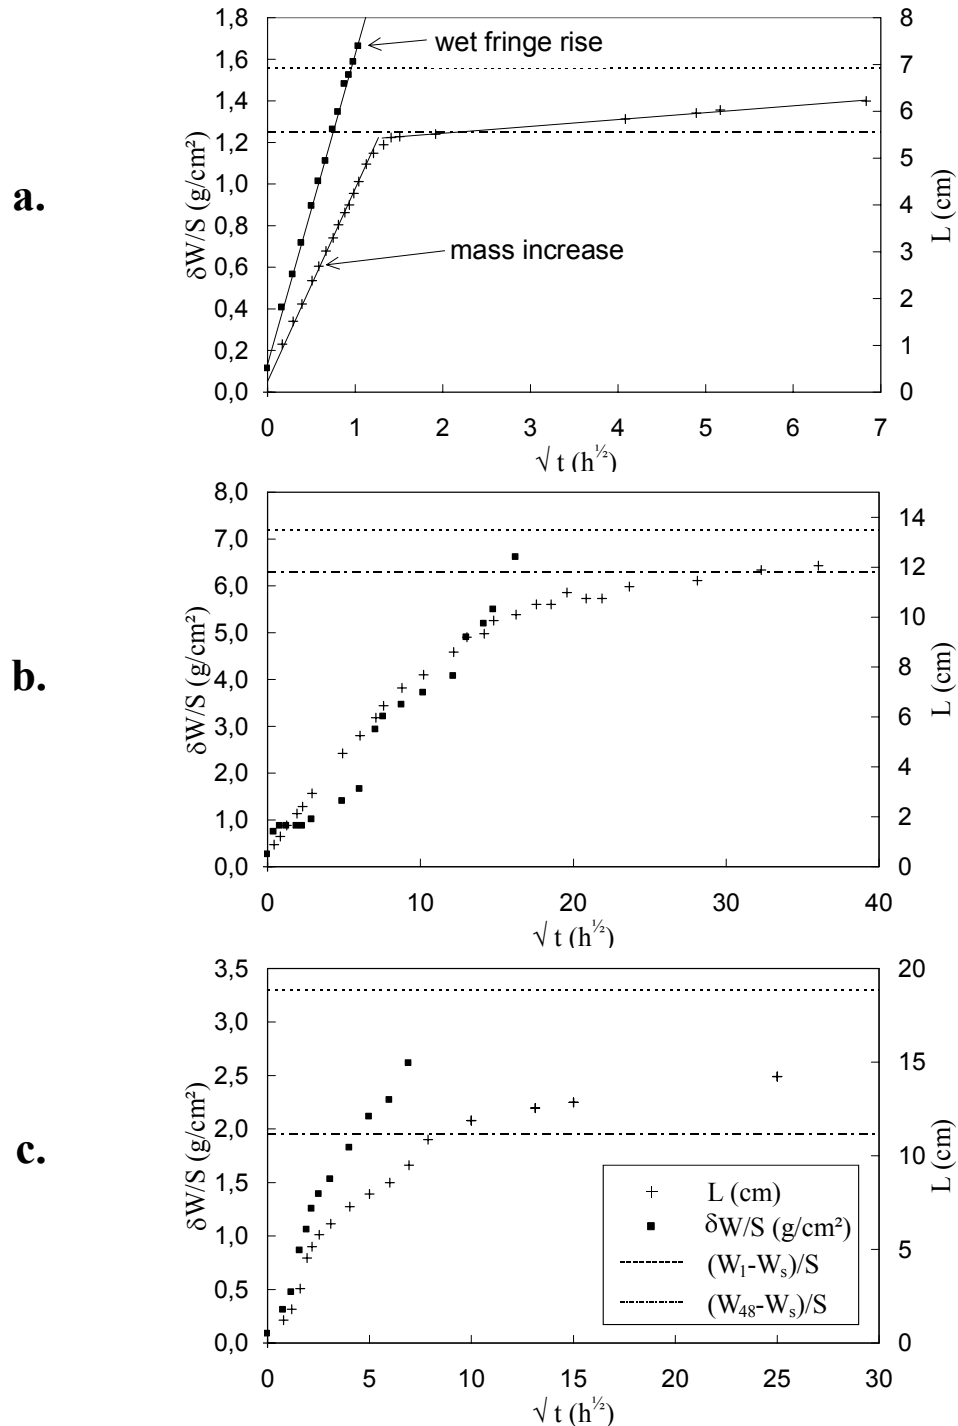 a.
δW/S (g/cm²)
1,8
1,6
1,4
1,2
1,0
0,8
0,6
0,4
0,2
0,0
wet fringe rise
mass increase
8
7
6
5
4
3
2
1
0
L (cm)
0 1 2 3 4 5 6 7
√ t (h^½)
b.
δW/S (g/cm²)
8,0
7,0
6,0
5,0
4,0
3,0
2,0
1,0
0,0
14
12
10
8
6
4
2
0
L (cm)
0 10 20 30 40
√ t (h^½)
c.
δW/S (g/cm²)
3,5
3,0
2,5
2,0
1,5
1,0
0,5
0,0
20
15
10
5
0
L (cm)
L (cm)
δW/S (g/cm²)
(W₁-Wₛ)/S
(W₄₈-Wₛ)/S
0 5 10 15 20 25 30
√ t (h^½)